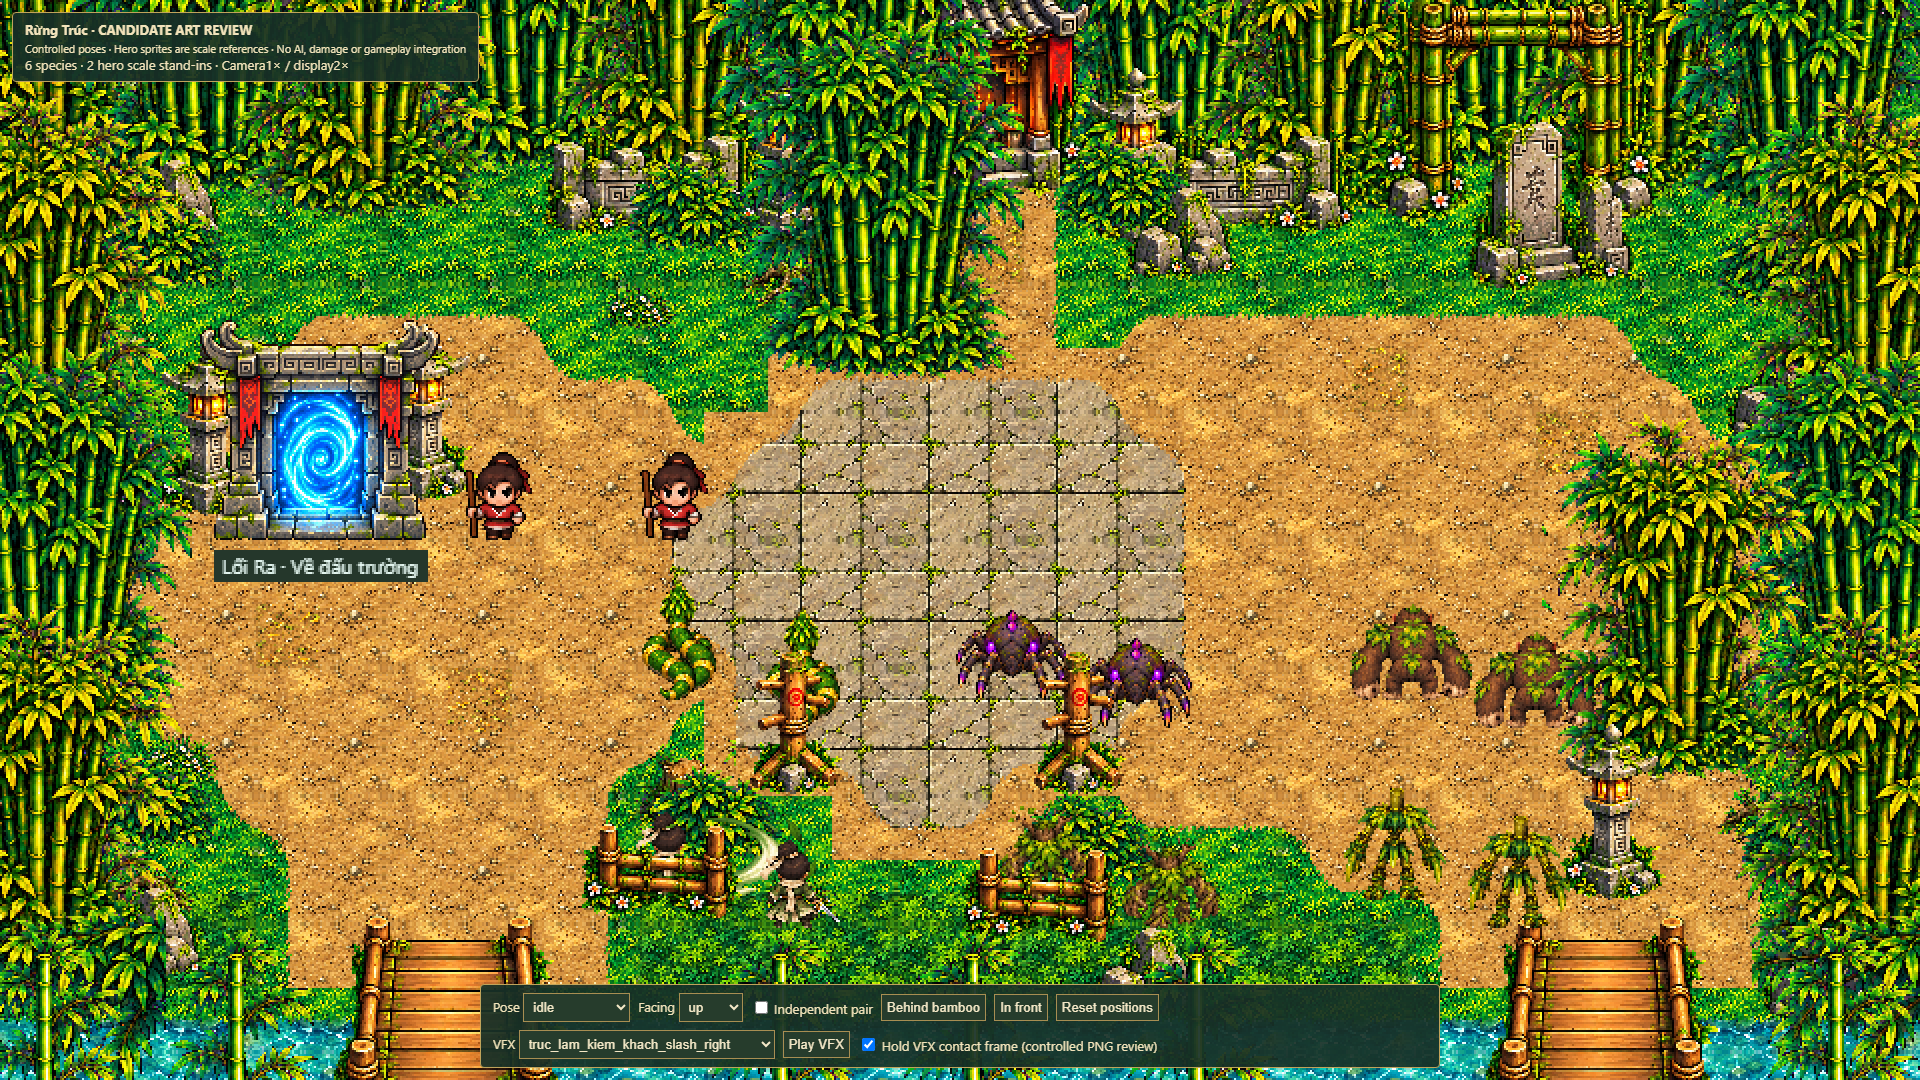 Rừng Trúc · CANDIDATE ART REVIEW
Controlled poses · Hero sprites are scale references · No AI, damage or gameplay integration
6 species · 2 hero scale stand-ins · Camera1× / display2×
Lối Ra - Về đấu trường
Pose idle Facing up Independent pair Behind bamboo In front Reset positions
VFX truc_lam_kiem_khach_slash_right Play VFX Hold VFX contact frame (controlled PNG review)